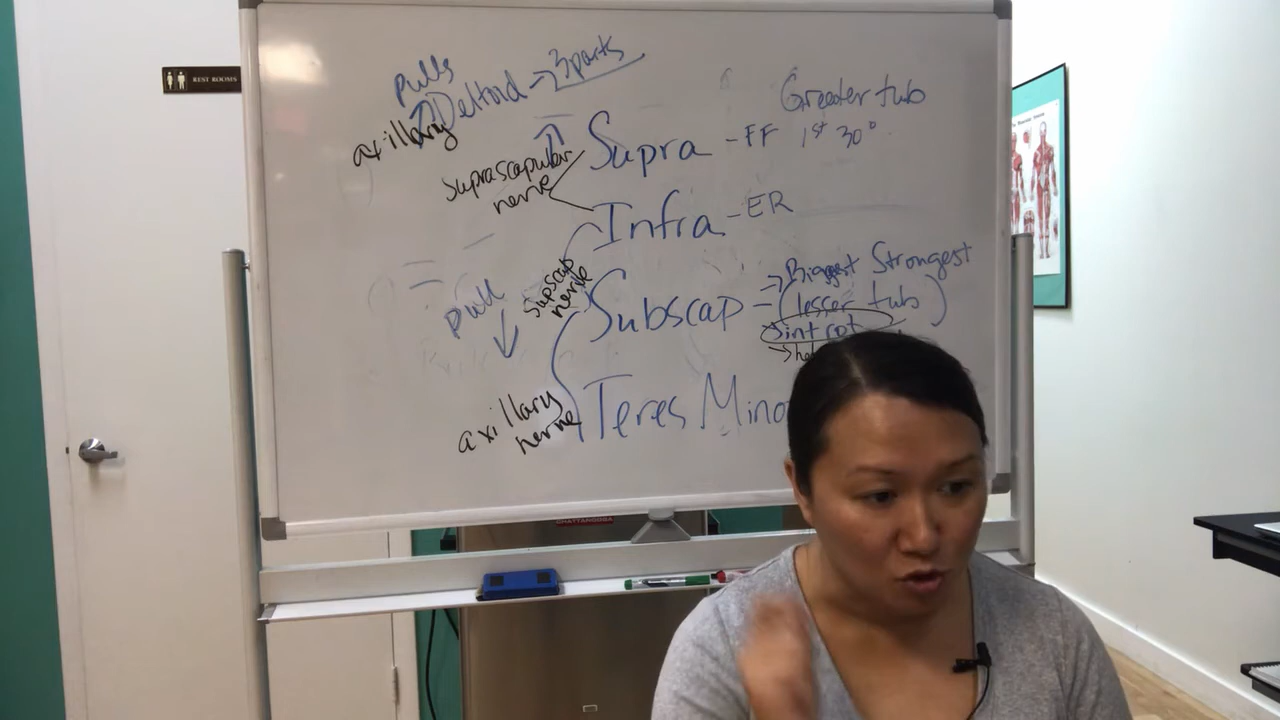 REST ROOMS
pulls
Deltoid → 3 parts
axillary
Greater tub
Supra - FF 1st 30°
suprascapular
nerve
Infra - ER
subscap
nerve
→ Biggest Strongest
Subscap = (lesser tub)
int rot
pull
axillary
nerve
Teres Mino
CHATTANOOGA